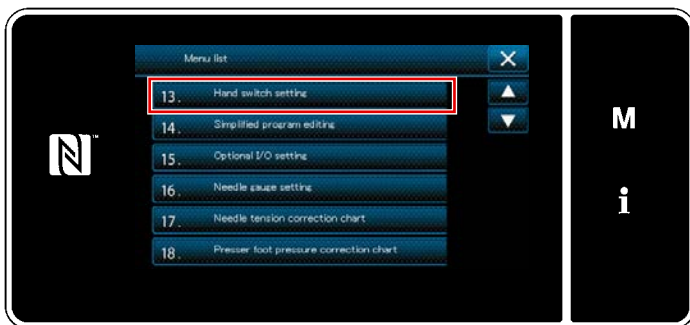 Menu list
13. Hand switch setting
14. Simplified program editing
15. Optional I/O setting
16. Needle gauge setting
17. Needle tension correction chart
18. Presser foot pressure correction chart
N™
M
i